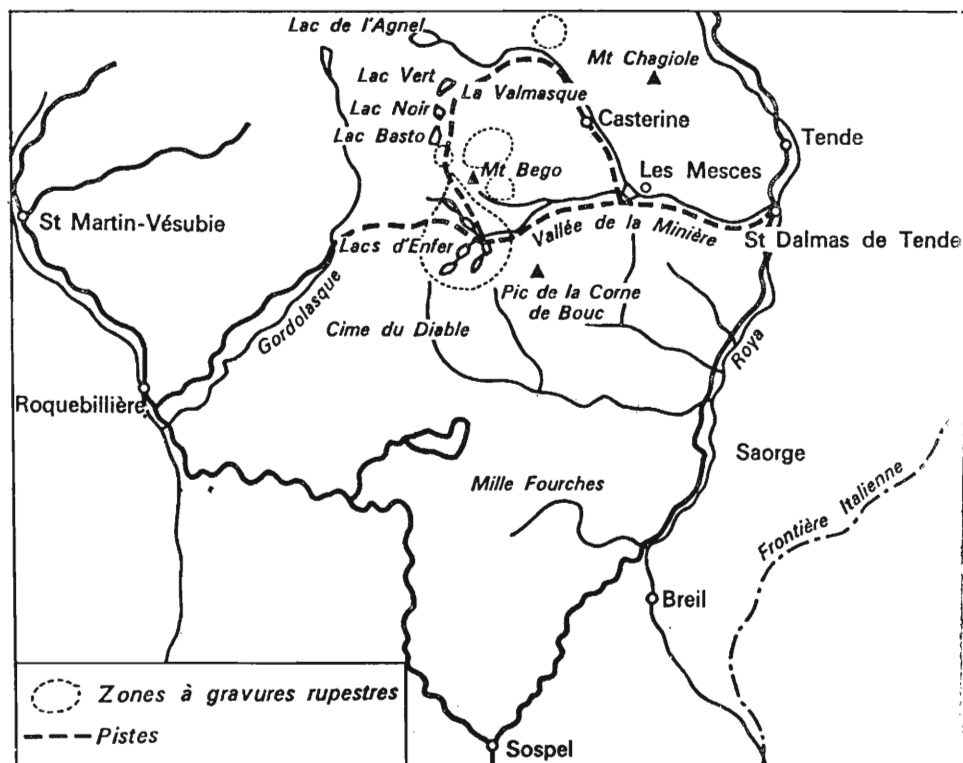 Lac de l'Agnel
Mt Chagiole
Lac Vert
La Valmasque
Lac Noir
Casterine
Lac Basto
Tende
Mt Bego
Les Mesces
St Martin-Vésubie
Lacs d'Enfer
Vallée de la Minière
St Dalmas de Tende
Gordolasque
Pic de la Corne
de Bouc
Cime du Diable
Roya
Roquebillière
Saorge
Mille Fourches
Frontière Italienne
Breil
Zones à gravures rupestres
Pistes
Sospel